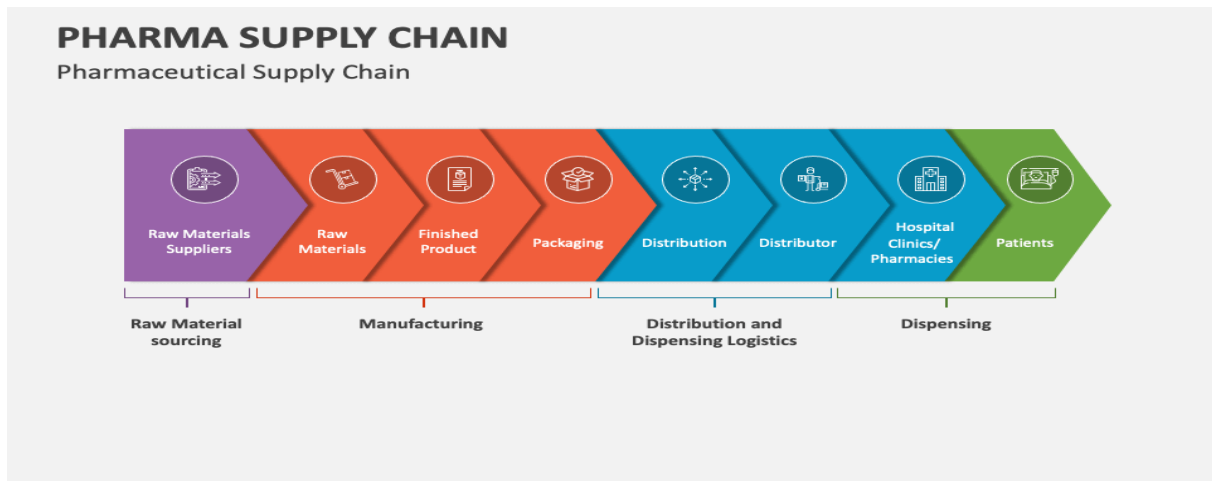 PHARMA SUPPLY CHAIN
Pharmaceutical Supply Chain
Raw Materials
Suppliers
Raw
Materials
Finished
Product
Packaging
Distribution
Distributor
Hospital
Clinics/
Pharmacies
Patients
Raw Material
sourcing
Manufacturing
Distribution and
Dispensing Logistics
Dispensing